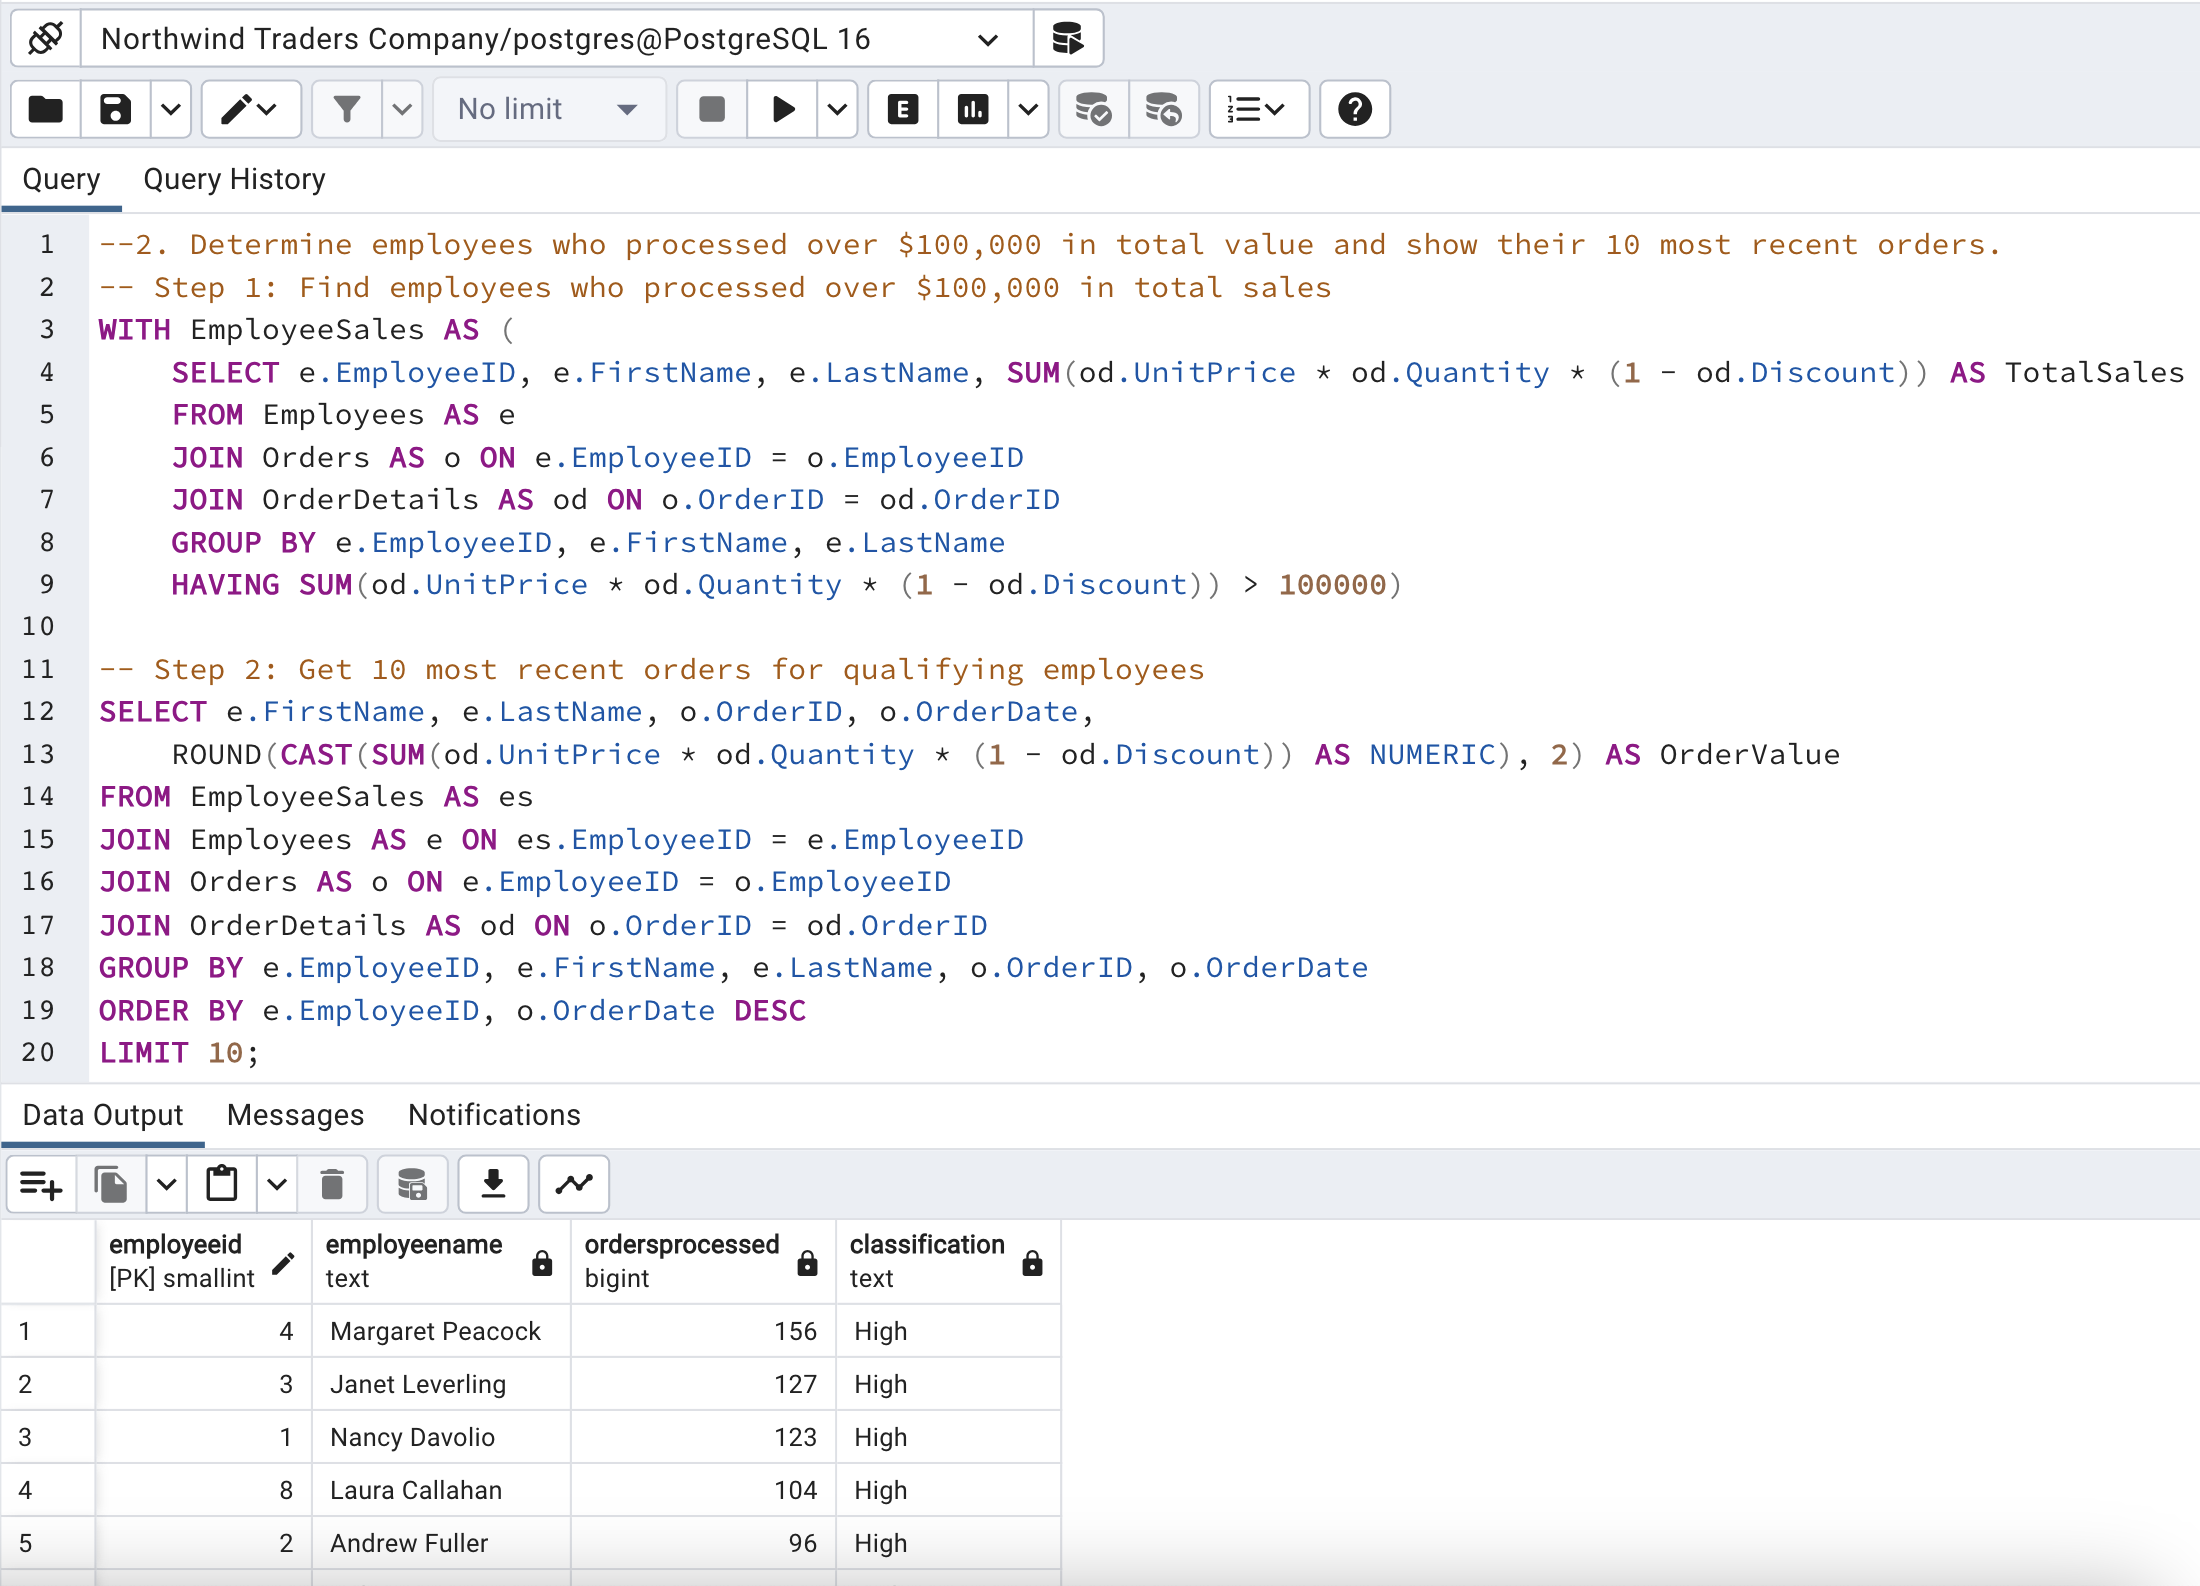 Northwind Traders Company/postgres@PostgreSQL 16
No limit
Query Query History
1 --2. Determine employees who processed over $100,000 in total value and show their 10 most recent orders.
2 -- Step 1: Find employees who processed over $100,000 in total sales
3 WITH EmployeeSales AS (
4 SELECT e.EmployeeID, e.FirstName, e.LastName, SUM(od.UnitPrice * od.Quantity * (1 - od.Discount)) AS TotalSales
5 FROM Employees AS e
6 JOIN Orders AS o ON e.EmployeeID = o.EmployeeID
7 JOIN OrderDetails AS od ON o.OrderID = od.OrderID
8 GROUP BY e.EmployeeID, e.FirstName, e.LastName
9 HAVING SUM(od.UnitPrice * od.Quantity * (1 - od.Discount)) > 100000)
10
11 -- Step 2: Get 10 most recent orders for qualifying employees
12 SELECT e.FirstName, e.LastName, o.OrderID, o.OrderDate,
13 ROUND(CAST(SUM(od.UnitPrice * od.Quantity * (1 - od.Discount)) AS NUMERIC), 2) AS OrderValue
14 FROM EmployeeSales AS es
15 JOIN Employees AS e ON es.EmployeeID = e.EmployeeID
16 JOIN Orders AS o ON e.EmployeeID = o.EmployeeID
17 JOIN OrderDetails AS od ON o.OrderID = od.OrderID
18 GROUP BY e.EmployeeID, e.FirstName, e.LastName, o.OrderID, o.OrderDate
19 ORDER BY e.EmployeeID, o.OrderDate DESC
20 LIMIT 10;
Data Output Messages Notifications
employeeid employeename ordersprocessed classification
[PK] smallint text bigint text
1 4 Margaret Peacock 156 High
2 3 Janet Leverling 127 High
3 1 Nancy Davolio 123 High
4 8 Laura Callahan 104 High
5 2 Andrew Fuller 96 High